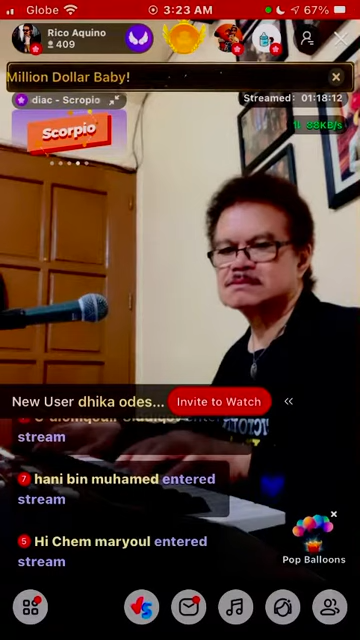 Globe
3:23 AM
67%
Rico Aquino
409
Million Dollar Baby!
diac - Scropio
Streamed: 01:18:12
Scorpio
New User dhika odes...
Invite to Watch
stream
7 hani bin muhamed entered
stream
5 Hi Chem maryoul entered
stream
Pop Balloons
VS